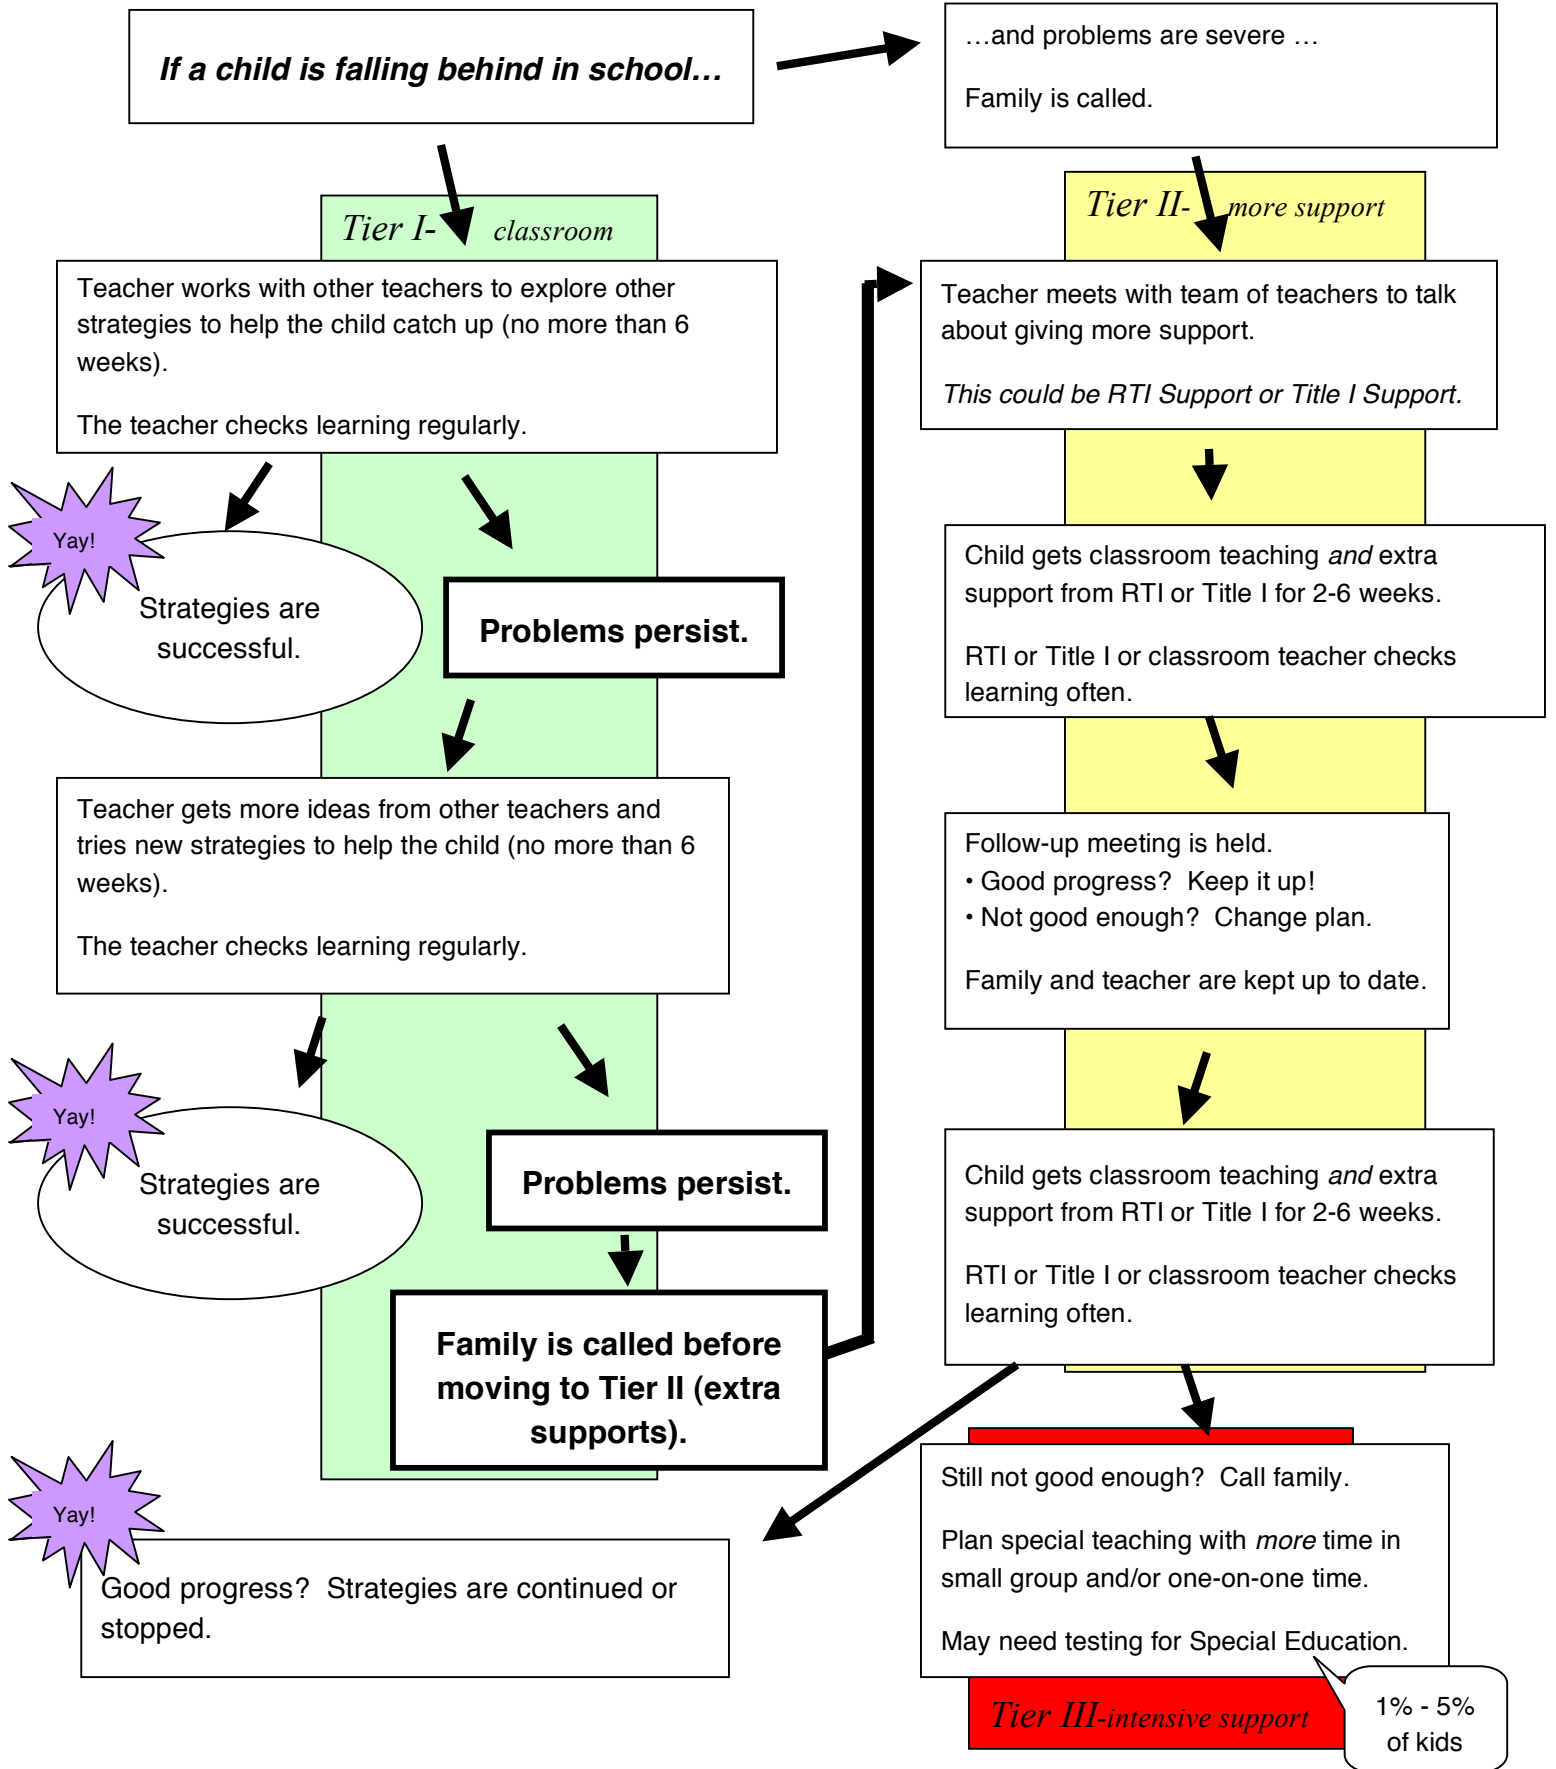 If a child is falling behind in school…
…and problems are severe …
Family is called.
Tier I- classroom
Teacher works with other teachers to explore other
strategies to help the child catch up (no more than 6
weeks).
The teacher checks learning regularly.
Yay!
Strategies are
successful.
Problems persist.
Teacher gets more ideas from other teachers and
tries new strategies to help the child (no more than 6
weeks).
The teacher checks learning regularly.
Yay!
Strategies are
successful.
Problems persist.
Family is called before
moving to Tier II (extra
supports).
Tier II- more support
Teacher meets with team of teachers to talk
about giving more support.
This could be RTI Support or Title I Support.
Child gets classroom teaching and extra
support from RTI or Title I for 2-6 weeks.
RTI or Title I or classroom teacher checks
learning often.
Follow-up meeting is held.
• Good progress? Keep it up!
• Not good enough? Change plan.
Family and teacher are kept up to date.
Child gets classroom teaching and extra
support from RTI or Title I for 2-6 weeks.
RTI or Title I or classroom teacher checks
learning often.
Yay!
Good progress? Strategies are continued or
stopped.
Still not good enough? Call family.
Plan special teaching with more time in
small group and/or one-on-one time.
May need testing for Special Education.
Tier III-intensive support
1% - 5%
of kids